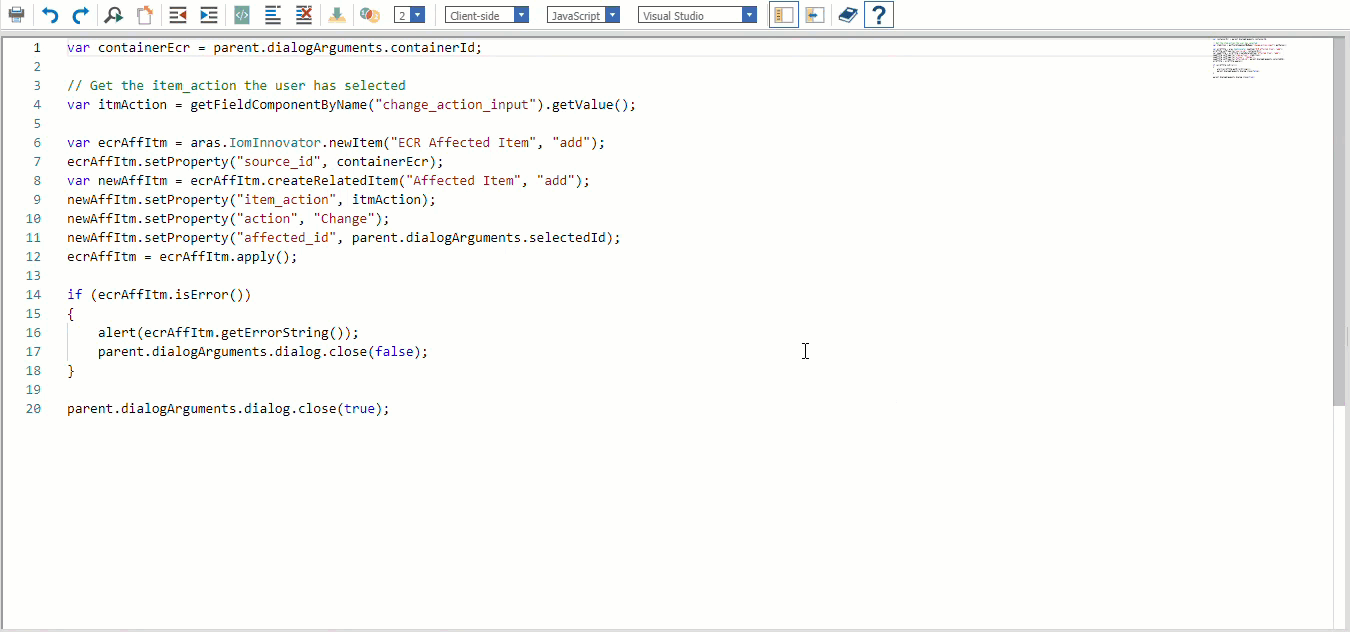 2 Client-side JavaScript Visual Studio ?
1 var containerEcr = parent.dialogArguments.containerId;
2
3 // Get the item_action the user has selected
4 var itmAction = getFieldComponentByName("change_action_input").getValue();
5
6 var ecrAffItm = aras.IomInnovator.newItem("ECR Affected Item", "add");
7 ecrAffItm.setProperty("source_id", containerEcr);
8 var newAffItm = ecrAffItm.createRelatedItem("Affected Item", "add");
9 newAffItm.setProperty("item_action", itmAction);
10 newAffItm.setProperty("action", "Change");
11 newAffItm.setProperty("affected_id", parent.dialogArguments.selectedId);
12 ecrAffItm = ecrAffItm.apply();
13
14 if (ecrAffItm.isError())
15 {
16 alert(ecrAffItm.getErrorString());
17 parent.dialogArguments.dialog.close(false);
18 }
19
20 parent.dialogArguments.dialog.close(true);